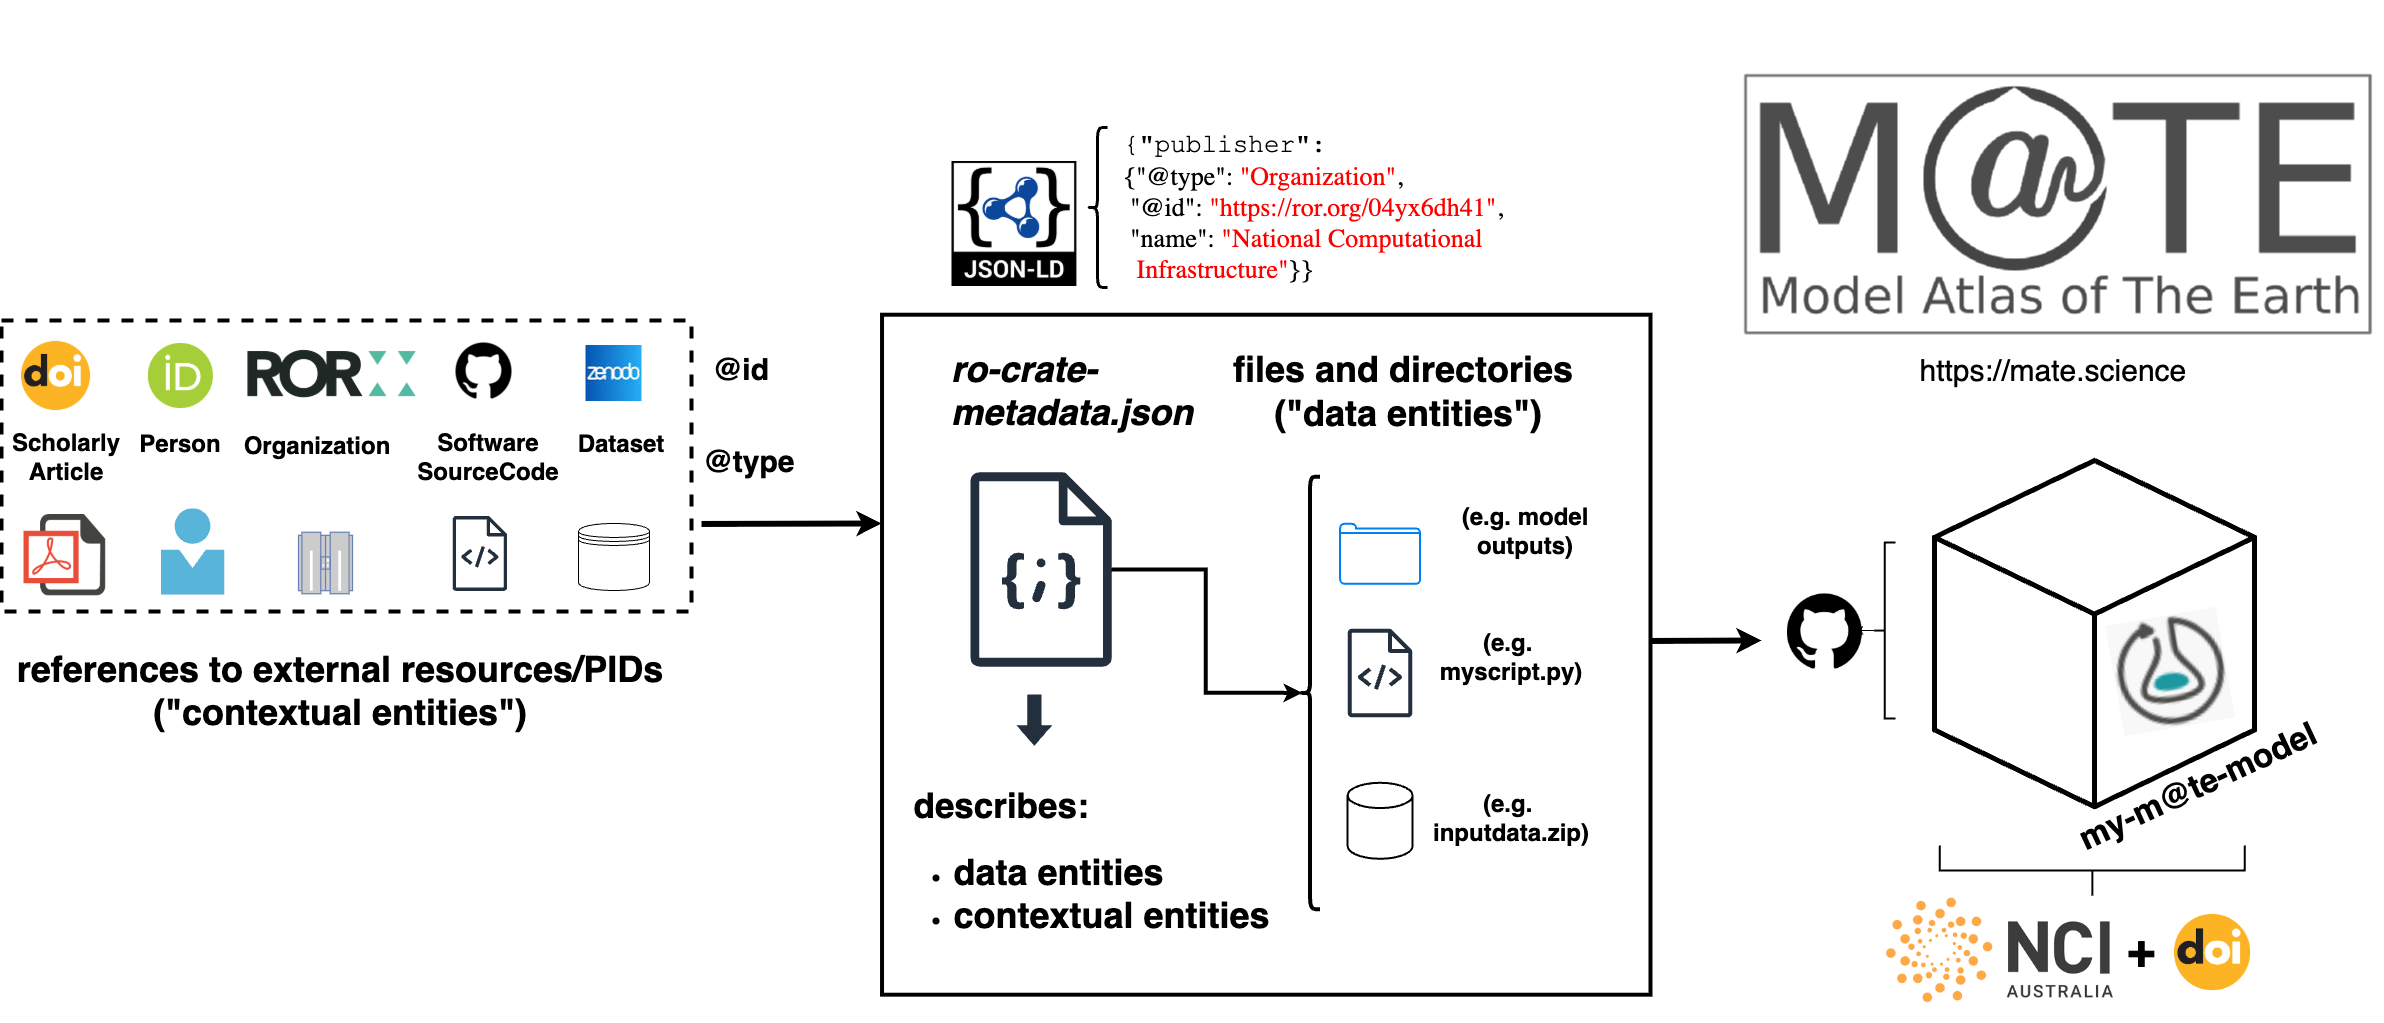 doi
iD
ROR
zenodo
Scholarly
Article
Person
Organization
Software
SourceCode
Dataset
@id
@type
references to external resources/PIDs
("contextual entities")
{ }
JSON-LD
{"publisher":
{"@type": "Organization",
"@id": "https://ror.org/04yx6dh41",
"name": "National Computational
Infrastructure"}}
ro-crate-
metadata.json
{;}
describes:
• data entities
• contextual entities
files and directories
("data entities")
(e.g. model
outputs)
(e.g.
myscript.py)
(e.g.
inputdata.zip)
</>
</>
M@TE
Model Atlas of The Earth
https://mate.science
my-m@te-model
NCI
AUSTRALIA
+
doi